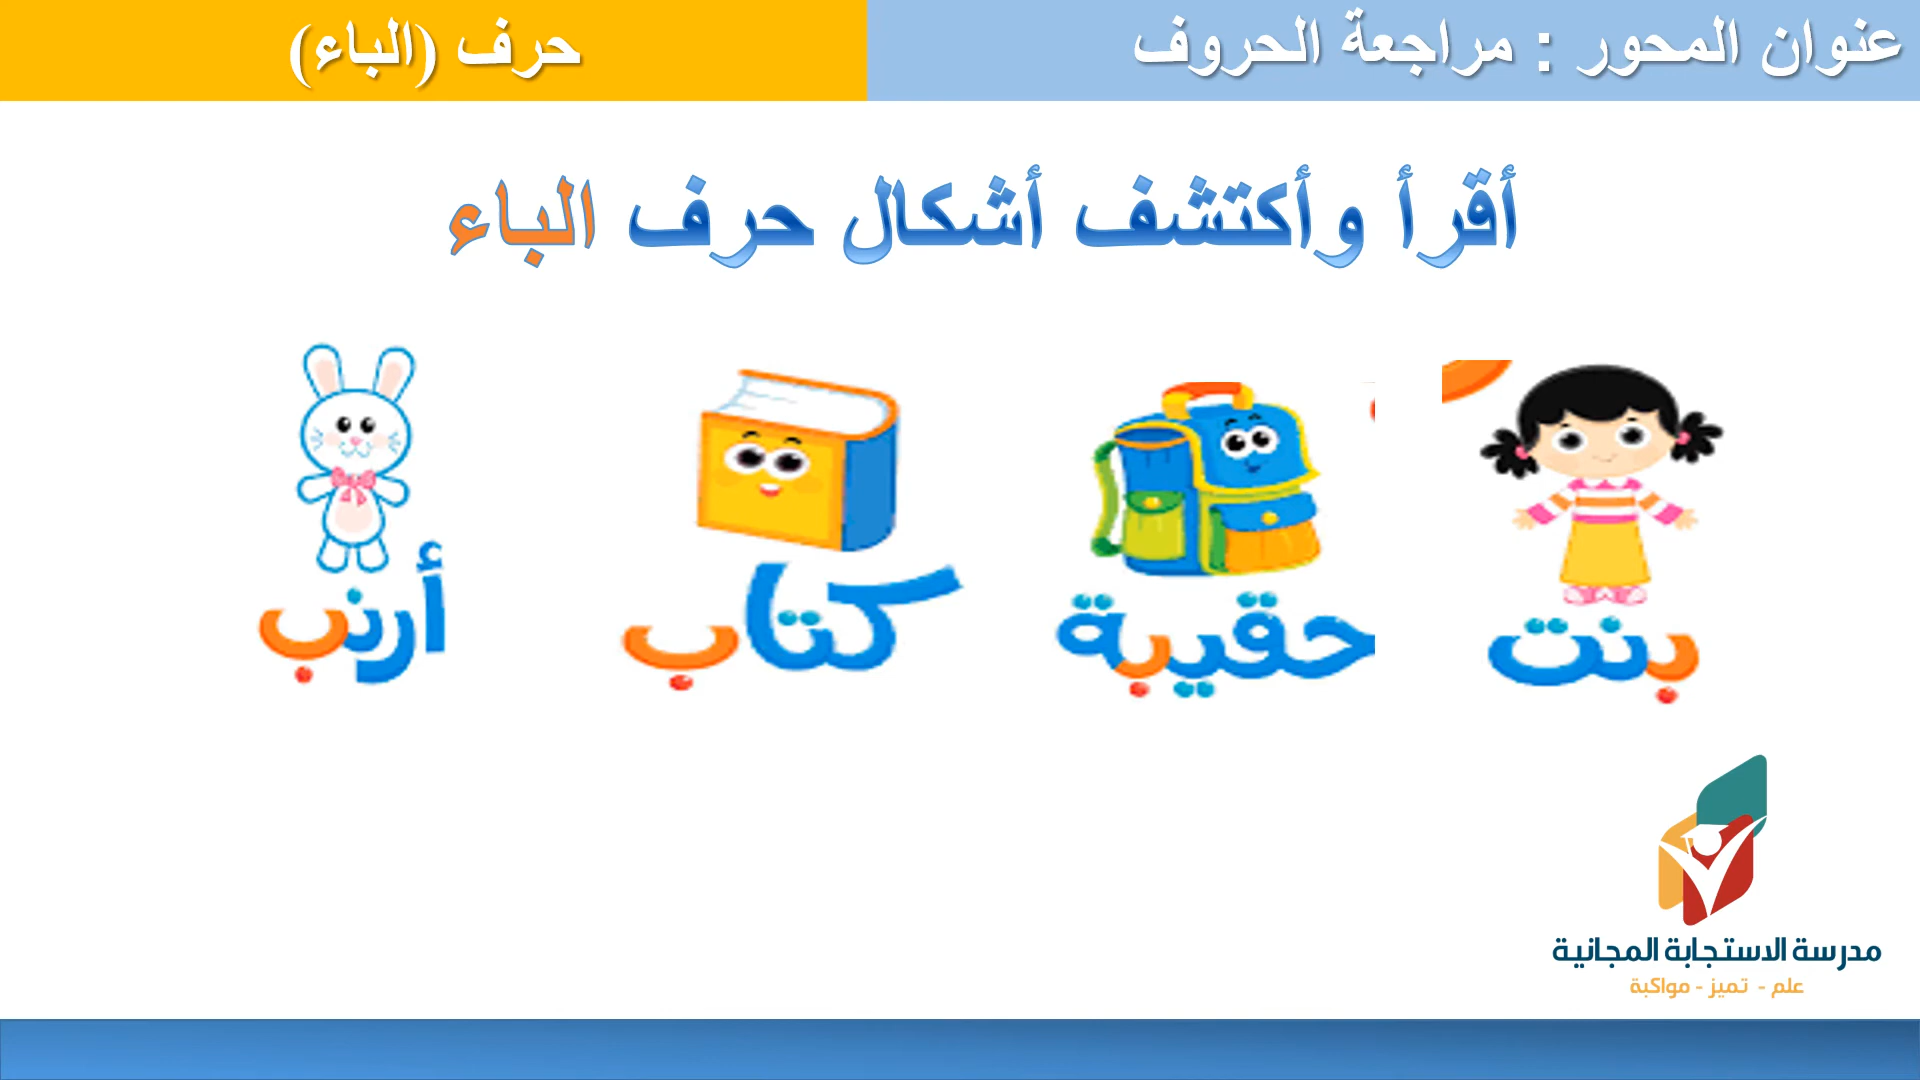 عنوان المحور : مراجعة الحروف
حرف (الباء)
أقرأ وأكتشف أشكال حرف الباء
بنت
حقيبة
كتاب
أرنب
مدرسة الاستجابة المجانية
علم - تميز - مواكبة